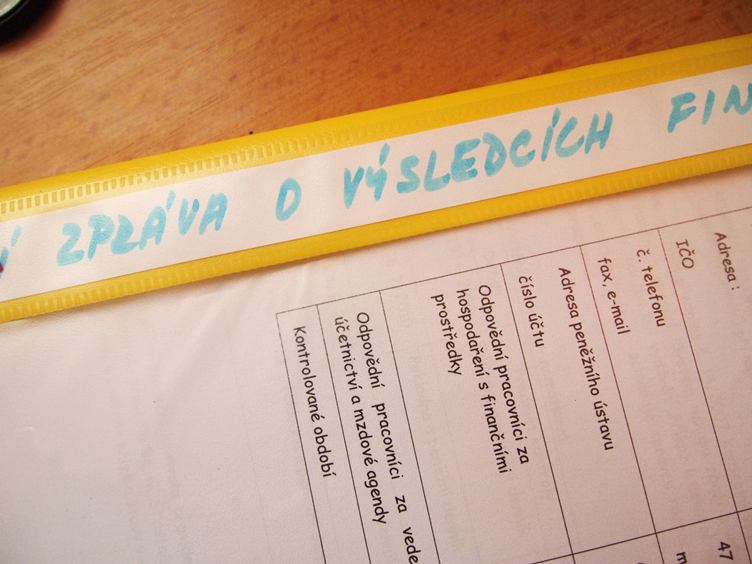 ZPRÁVA O VÝSLEDCÍCH FIN
Adresa :
IČO
č. telefonu
fax, e-mail
Adresa peněžního ústavu
číslo účtu
Odpovědní pracovníci za
hospodaření s finančními
prostředky
Odpovědní pracovníci za vede
účetnictví a mzdové agendy
Kontrolované období
47